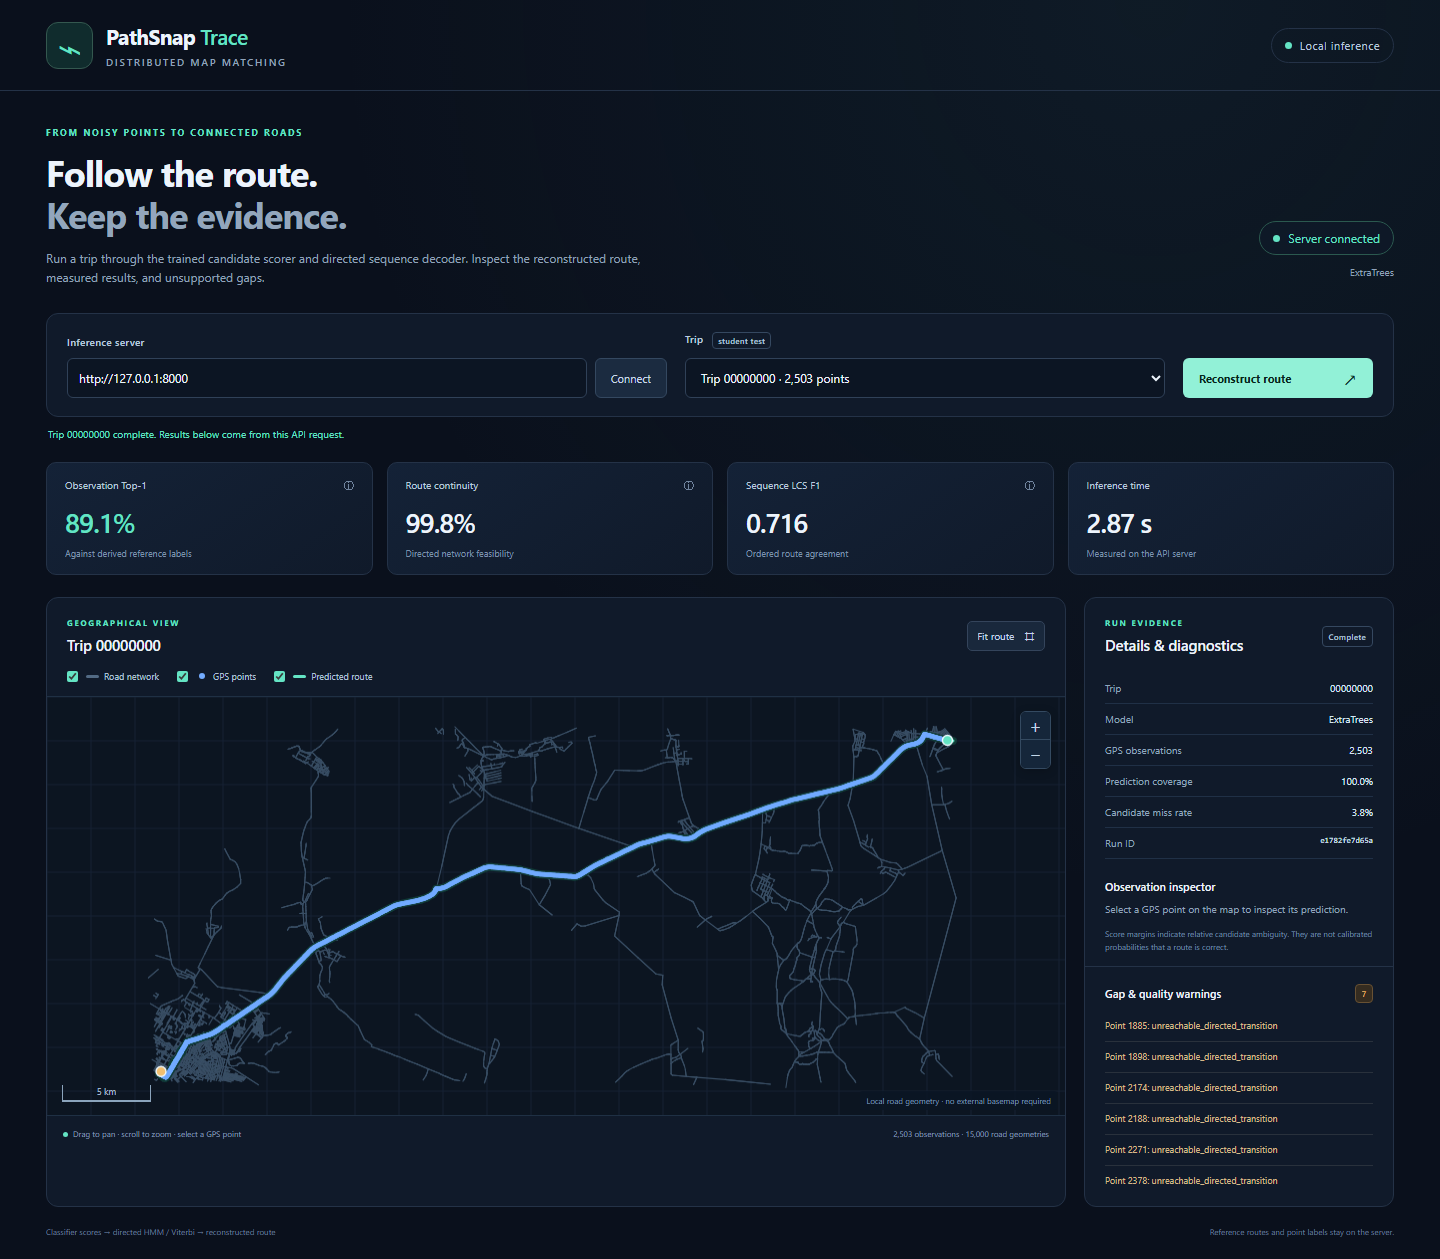 PathSnap Trace
DISTRIBUTED MAP MATCHING
Local inference
FROM NOISY POINTS TO CONNECTED ROADS
Follow the route.
Keep the evidence.
Run a trip through the trained candidate scorer and directed sequence decoder. Inspect the reconstructed route,
measured results, and unsupported gaps.
Server connected
ExtraTrees
Inference server
Trip student test
http://127.0.0.1:8000
Connect
Trip 00000000 · 2,503 points
Reconstruct route ↗
Trip 00000000 complete. Results below come from this API request.
Observation Top-1 ⓘ
89.1%
Against derived reference labels
Route continuity ⓘ
99.8%
Directed network feasibility
Sequence LCS F1 ⓘ
0.716
Ordered route agreement
Inference time
2.87 s
Measured on the API server
GEOGRAPHICAL VIEW
Trip 00000000
Fit route
Road network GPS points Predicted route
+
−
5 km
Local road geometry · no external basemap required
Drag to pan · scroll to zoom · select a GPS point
2,503 observations · 15,000 road geometries
RUN EVIDENCE
Details & diagnostics
Complete
Trip 00000000
Model ExtraTrees
GPS observations 2,503
Prediction coverage 100.0%
Candidate miss rate 3.8%
Run ID e1782fe7d65a
Observation inspector
Select a GPS point on the map to inspect its prediction.
Score margins indicate relative candidate ambiguity. They are not calibrated
probabilities that a route is correct.
Gap & quality warnings 7
Point 1885: unreachable_directed_transition
Point 1898: unreachable_directed_transition
Point 2174: unreachable_directed_transition
Point 2188: unreachable_directed_transition
Point 2271: unreachable_directed_transition
Point 2378: unreachable_directed_transition
Classifier scores → directed HMM / Viterbi → reconstructed route
Reference routes and point labels stay on the server.